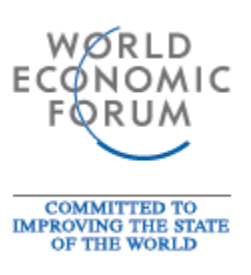 WORLD
ECONOMIC
FORUM
COMMITTED TO
IMPROVING THE STATE
OF THE WORLD